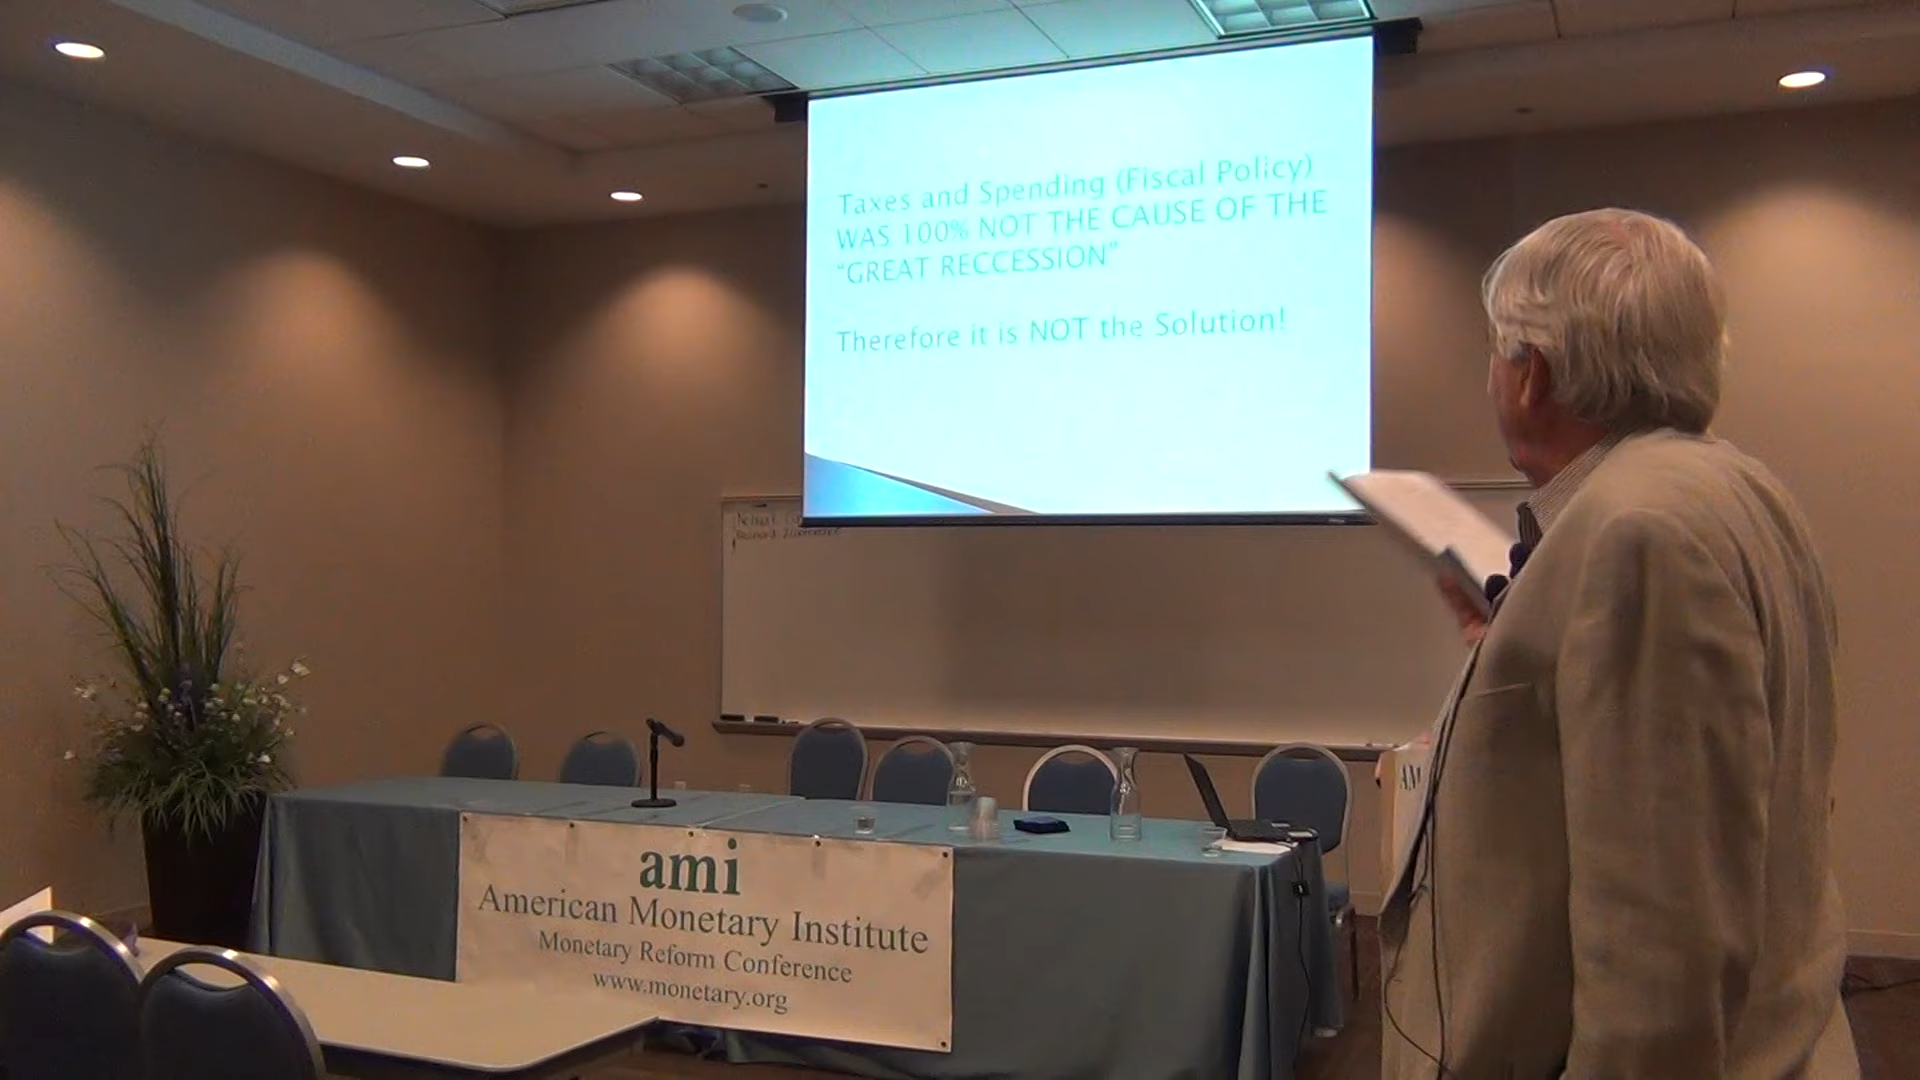 Taxes and Spending (Fiscal Policy)
WAS 100% NOT THE CAUSE OF THE
“GREAT RECCESSION”
Therefore it is NOT the Solution!
ami
American Monetary Institute
Monetary Reform Conference
www.monetary.org